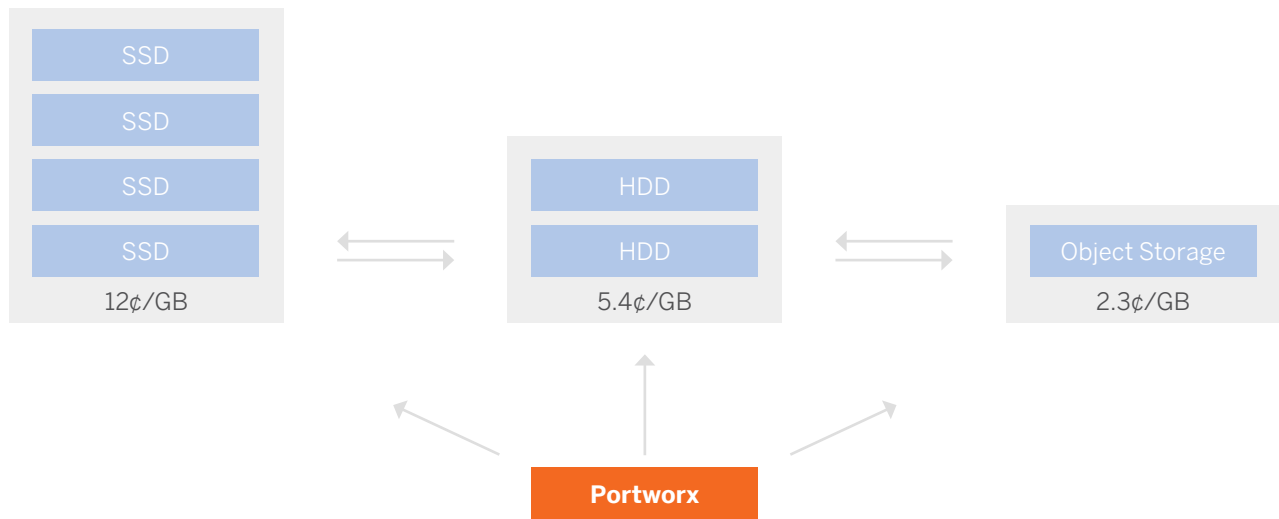 SSD
SSD
SSD
SSD
12¢/GB
HDD
HDD
5.4¢/GB
Object Storage
2.3¢/GB
Portworx